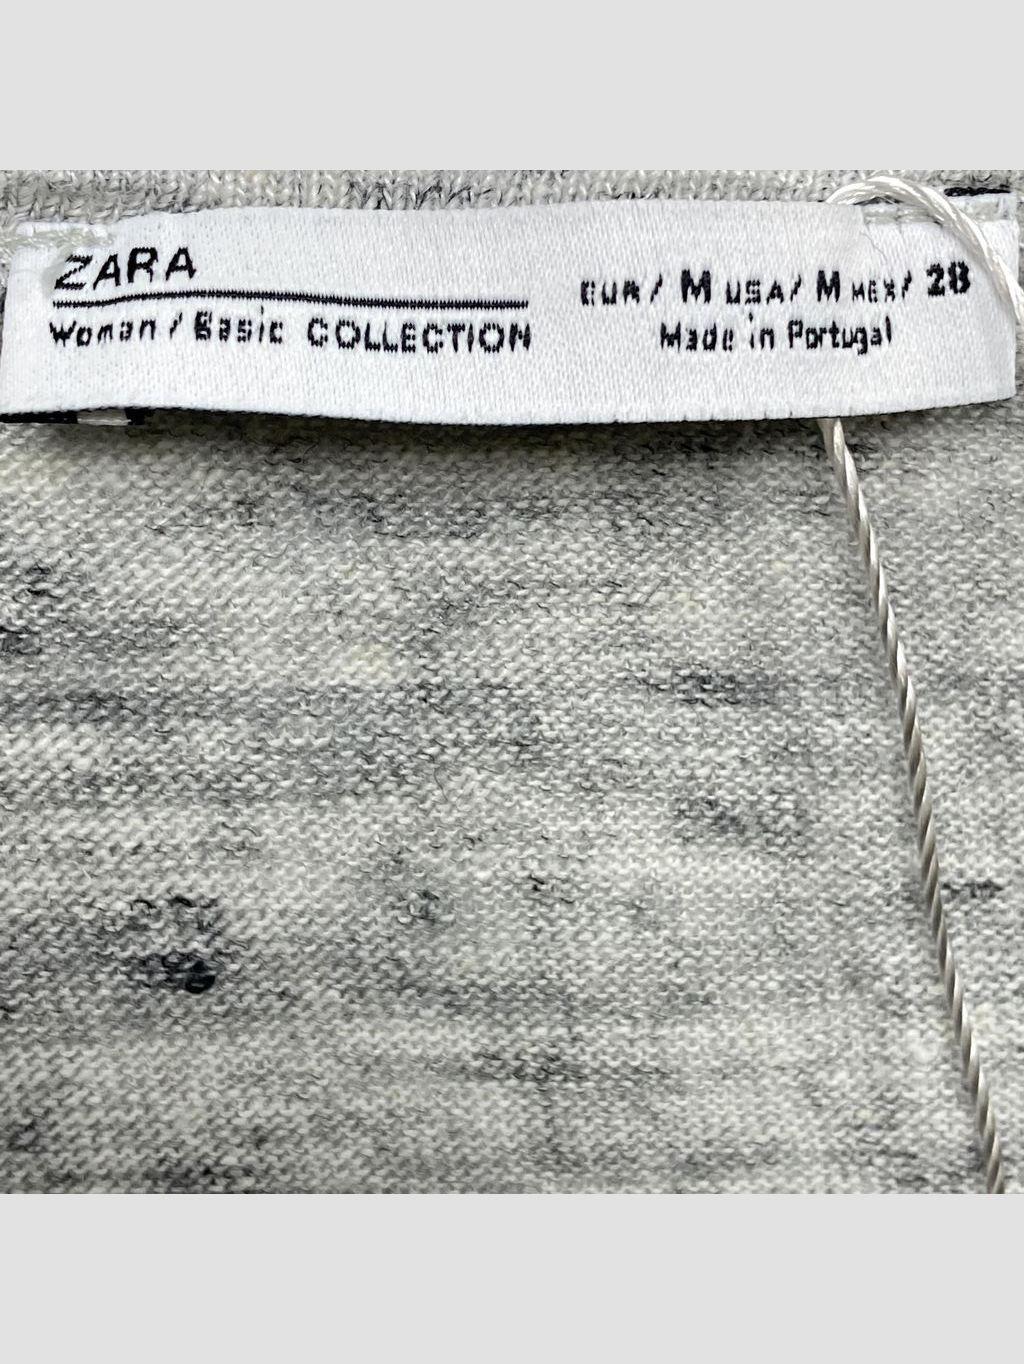 ZARA
Woman / Basic COLLECTION
EUR/ M USA/ M MEX/ 28
Made in Portugal